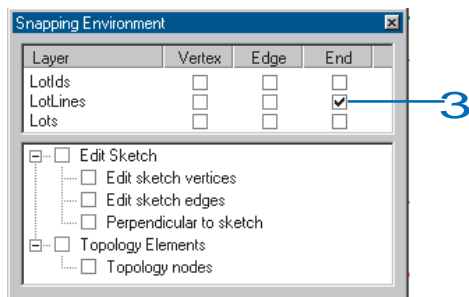 Snapping Environment
Layer Vertex Edge End
LotIds
LotLines
3
Lots
Edit Sketch
Edit sketch vertices
Edit sketch edges
Perpendicular to sketch
Topology Elements
Topology nodes